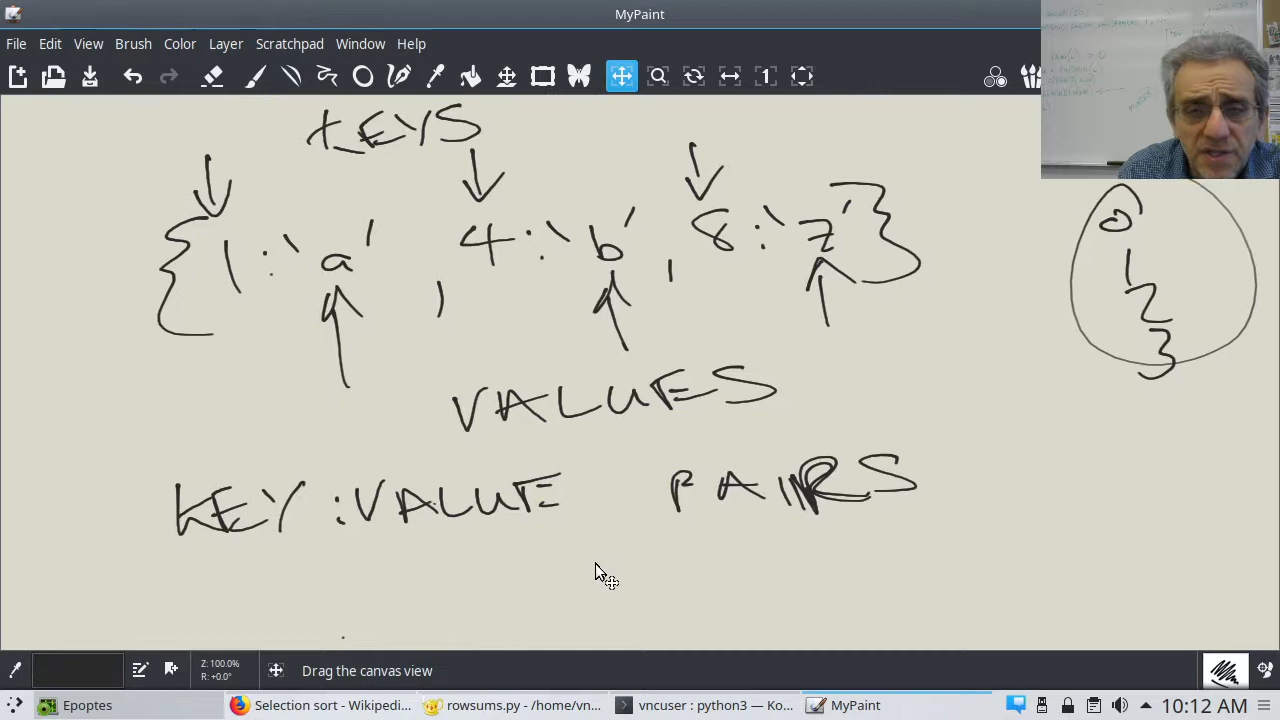 MyPaint
File Edit View Brush Color Layer Scratchpad Window Help
KEYS
{1:'a', 4:'b', 8:'z'}
0
1
2
3
VALUES
KEY:VALUE PAIRS
Z: 100.0%
R: +0.0°
Drag the canvas view
Epoptes
Selection sort - Wikipedi...
rowsums.py - /home/vn...
vncuser : python3 — Ko...
MyPaint
10:12 AM